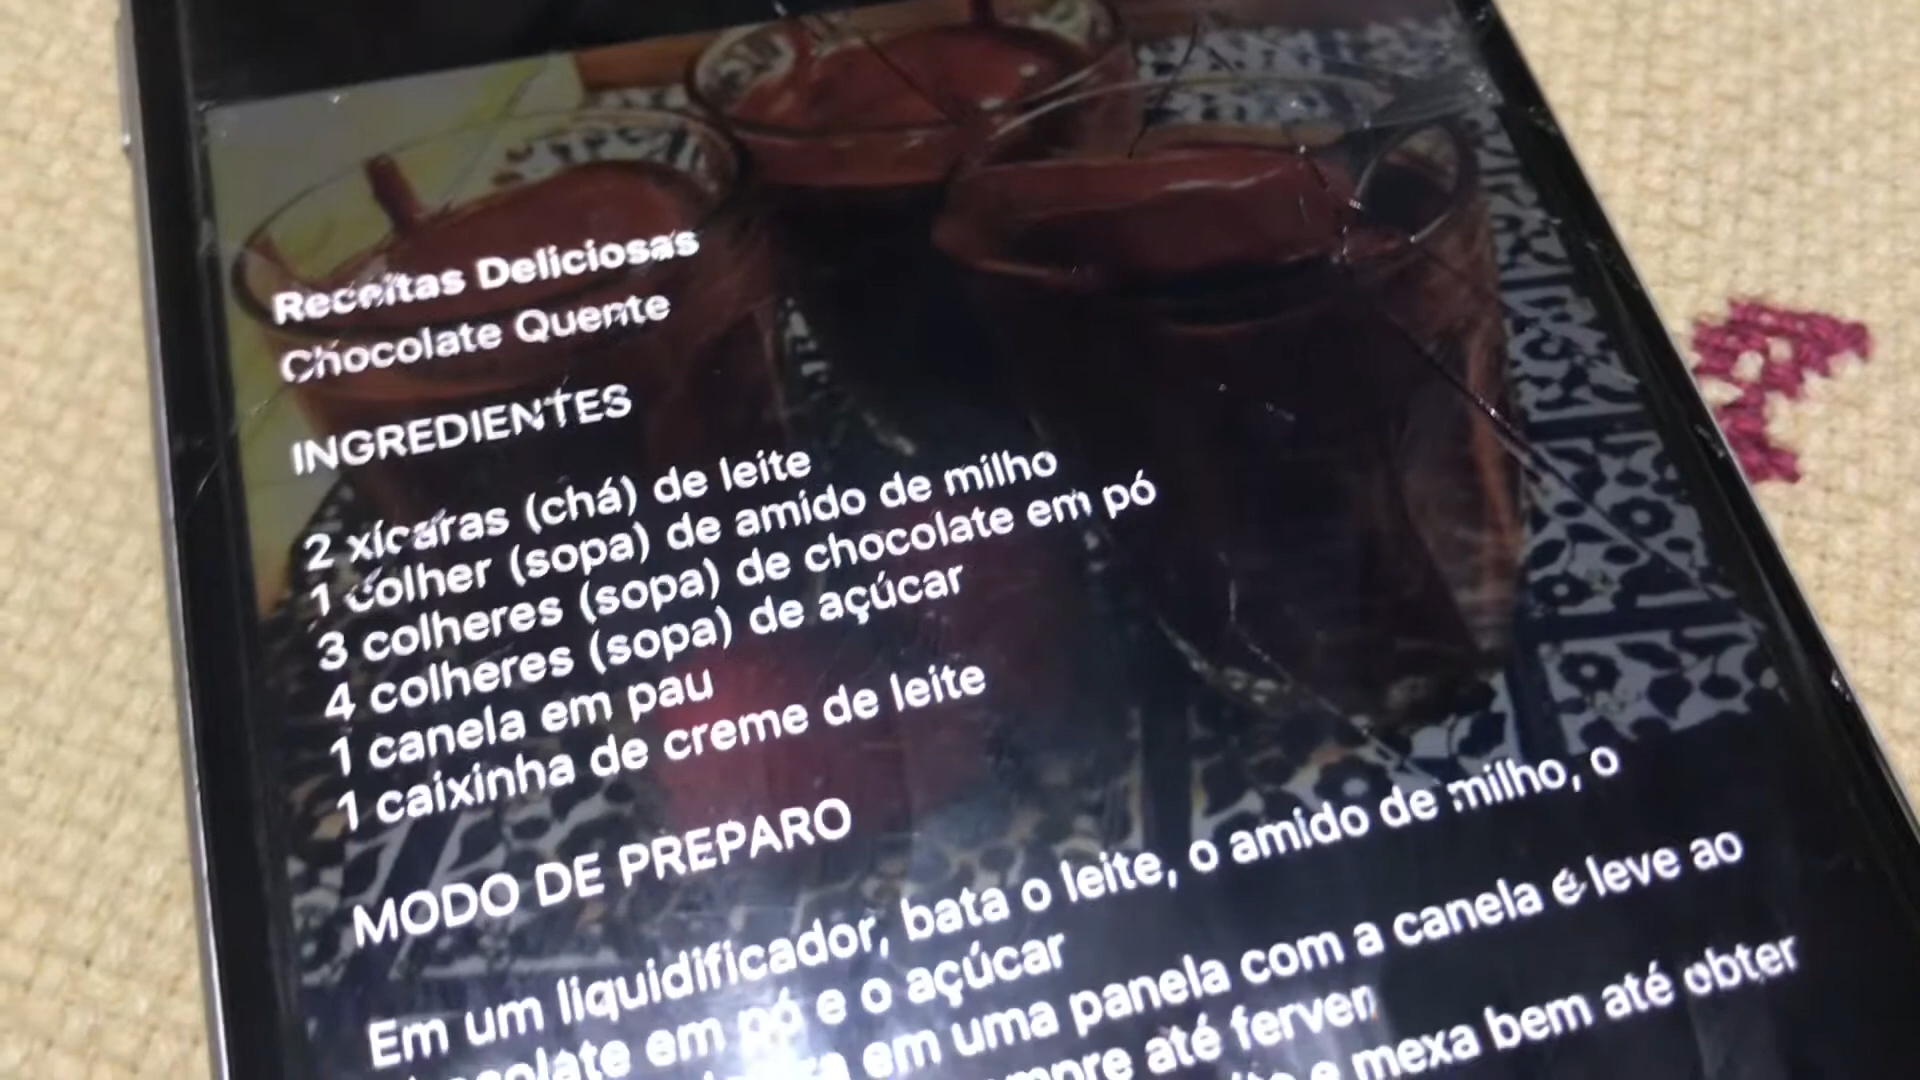 Receitas Deliciosas
Chocolate Quente
INGREDIENTES
2 xícaras (chá) de leite
1 colher (sopa) de amido de milho
3 colheres (sopa) de chocolate em pó
4 colheres (sopa) de açúcar
1 canela em pau
1 caixinha de creme de leite
MODO DE PREPARO
Em um liquidificador, bata o leite, o amido de milho, o
chocolate em pó e o açúcar
em uma panela com a canela e leve ao
até ferver
e mexa bem até obter